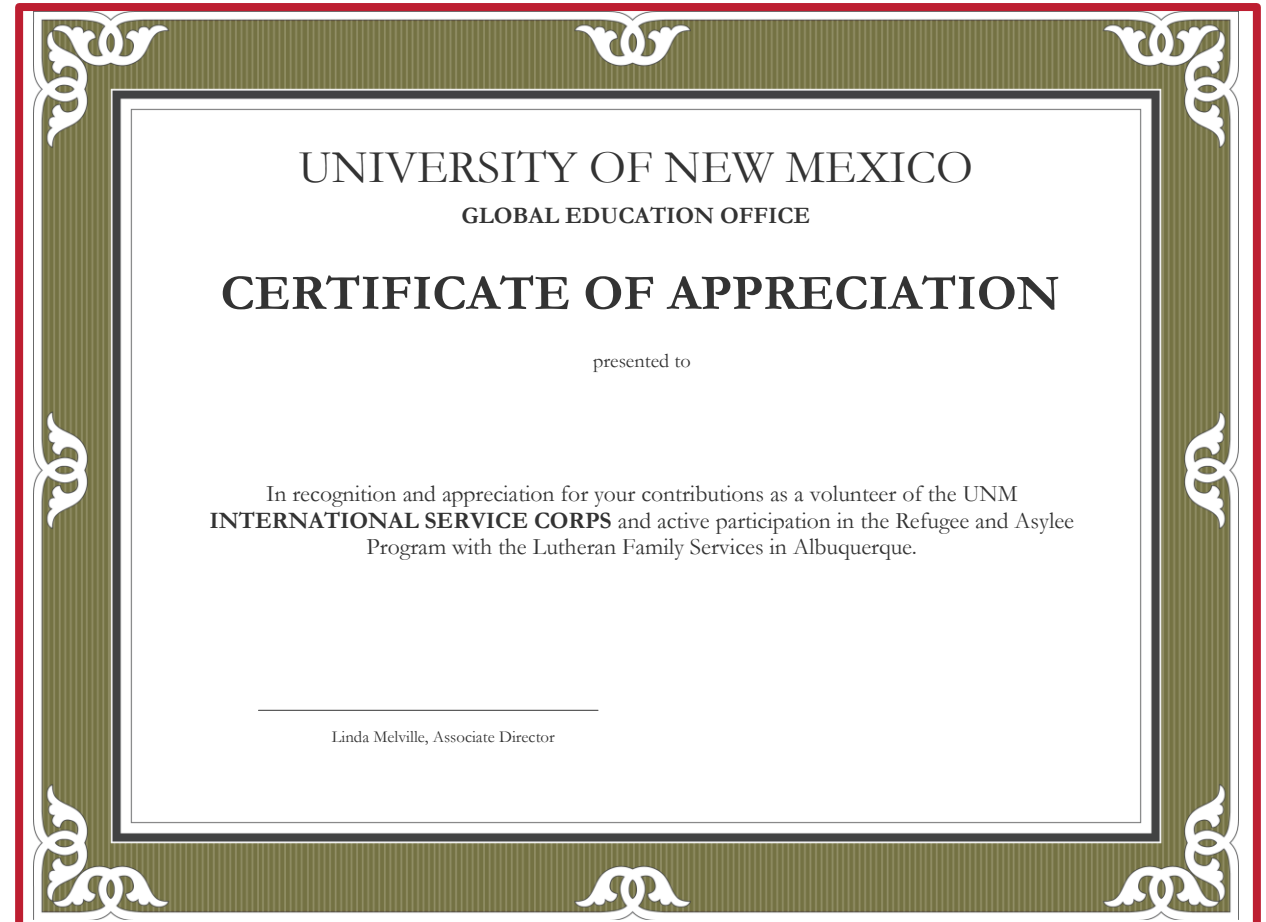 UNIVERSITY OF NEW MEXICO
GLOBAL EDUCATION OFFICE
CERTIFICATE OF APPRECIATION
presented to
In recognition and appreciation for your contributions as a volunteer of the UNM
INTERNATIONAL SERVICE CORPS and active participation in the Refugee and Asylee
Program with the Lutheran Family Services in Albuquerque.
Linda Melville, Associate Director